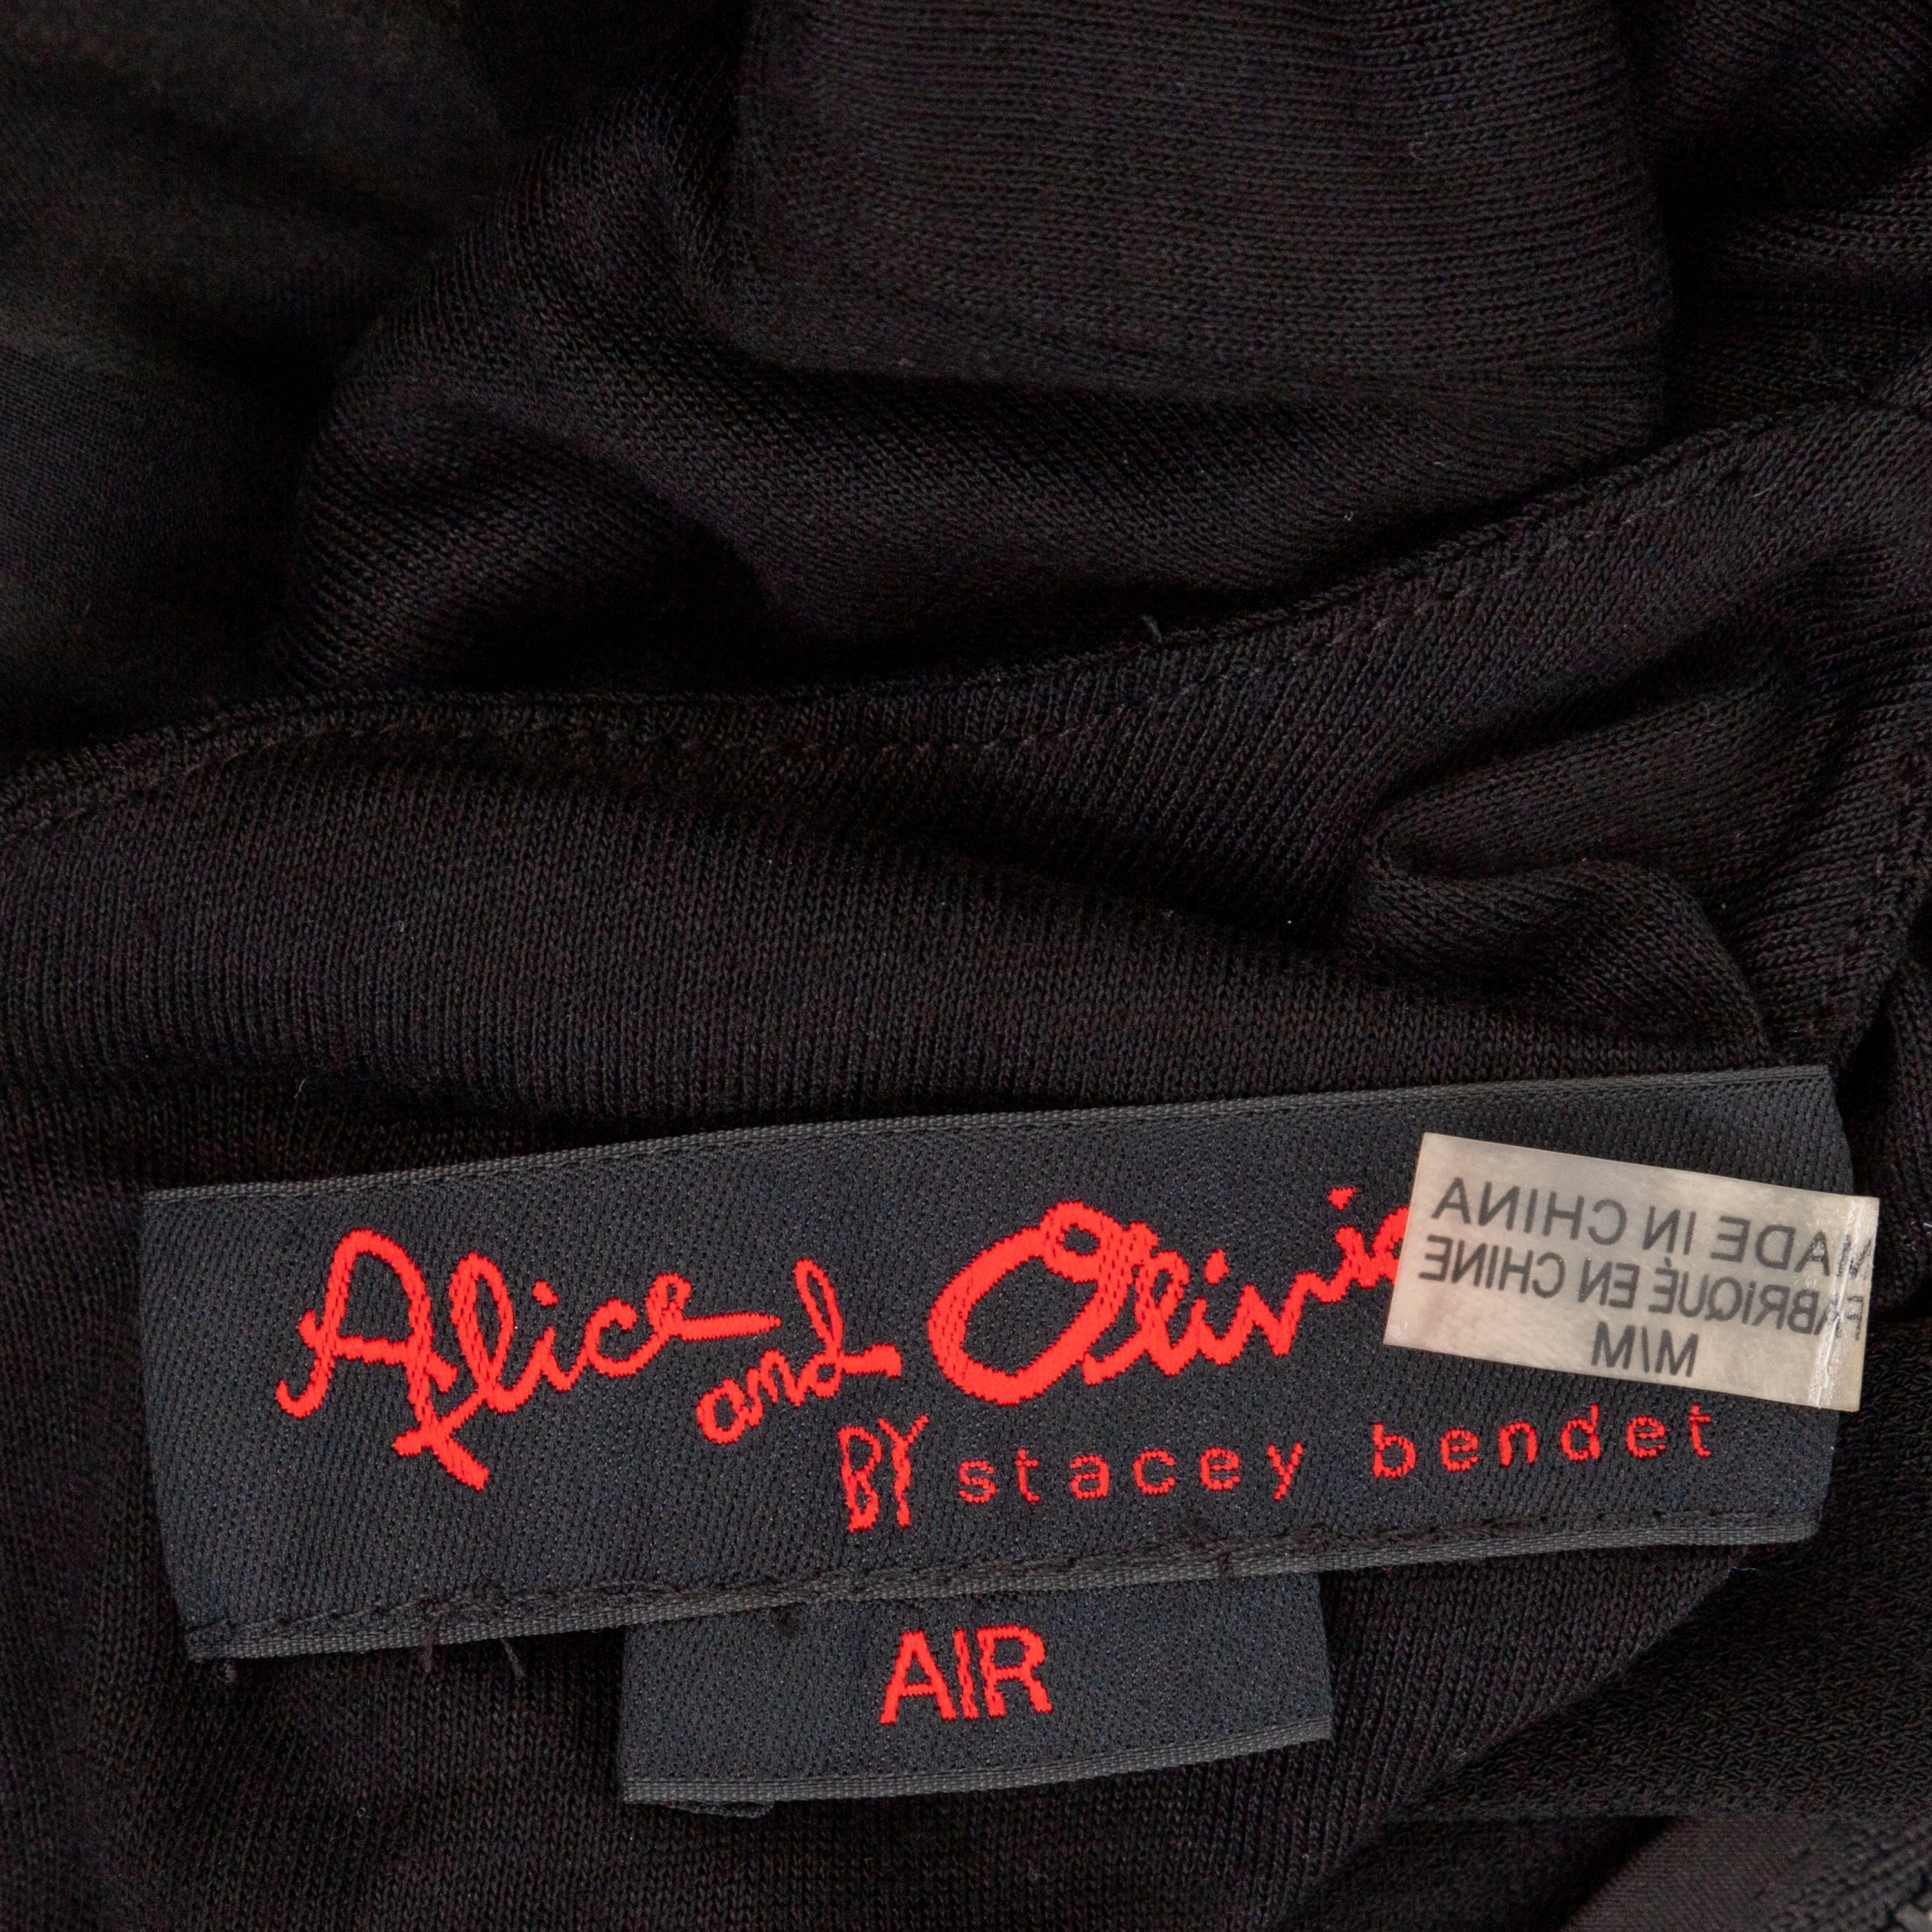 Alice and Olivia
BY stacey bendet
AIR
MADE IN CHINA
FABRIQUÉ EN CHINE
M/M